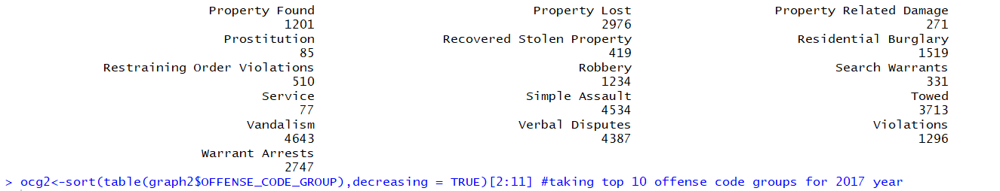 Property Found Property Lost Property Related Damage
1201 2976 271
Prostitution Recovered Stolen Property Residential Burglary
85 419 1519
Restraining Order Violations Robbery Search Warrants
510 1234 331
Service Simple Assault Towed
77 4534 3713
Vandalism Verbal Disputes Violations
4643 4387 1296
Warrant Arrests
2747
> ocg2<-sort(table(graph2$OFFENSE_CODE_GROUP),decreasing = TRUE)[2:11] #taking top 10 offense code groups for 2017 year